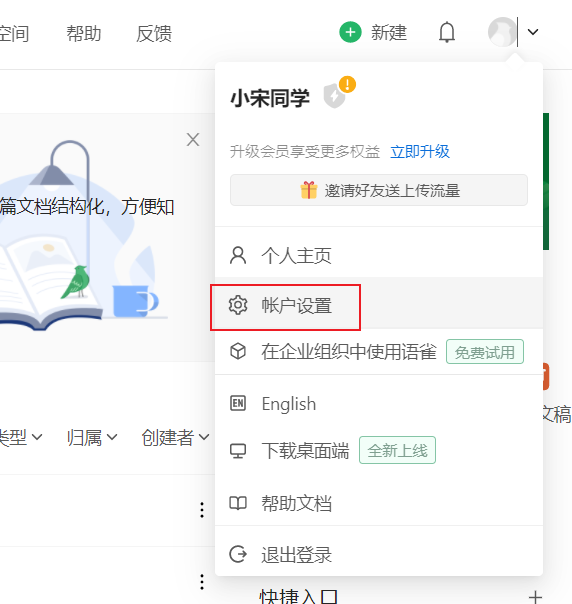 空间 帮助 反馈 新建
小宋同学
升级会员享受更多权益 立即升级
邀请好友送上传流量
篇文档结构化，方便知
个人主页
帐户设置
在企业组织中使用语雀 免费试用
文稿
EN English
类型 归属 创建者
下载桌面端 全新上线
帮助文档
退出登录
快捷入口